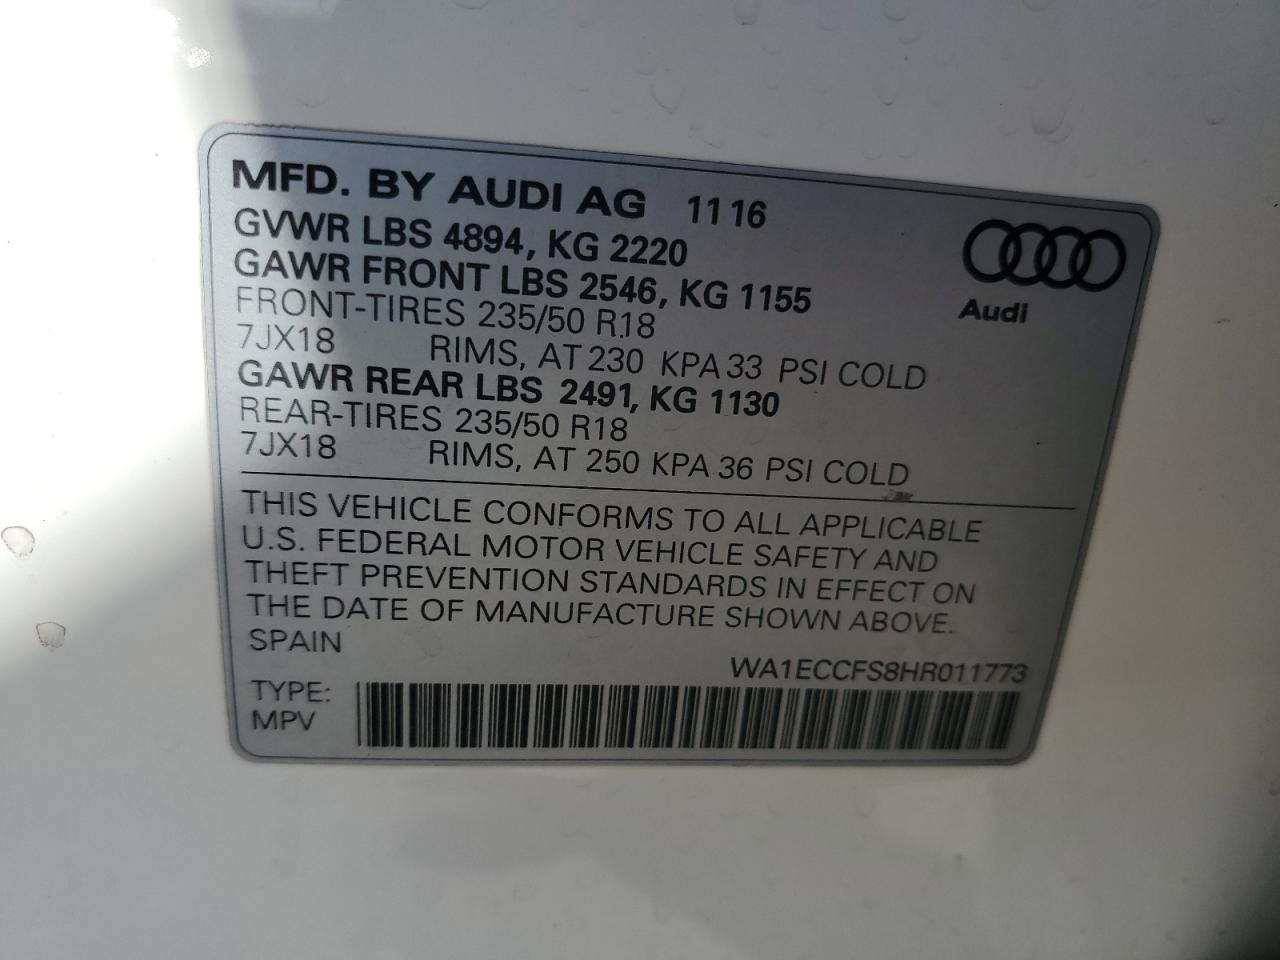 MFD. BY AUDI AG 11 16
GVWR LBS 4894, KG 2220
GAWR FRONT LBS 2546, KG 1155
FRONT-TIRES 235/50 R18
7JX18 RIMS, AT 230 KPA 33 PSI COLD
GAWR REAR LBS 2491, KG 1130
REAR-TIRES 235/50 R18
7JX18 RIMS, AT 250 KPA 36 PSI COLD
Audi
THIS VEHICLE CONFORMS TO ALL APPLICABLE
U.S. FEDERAL MOTOR VEHICLE SAFETY AND
THEFT PREVENTION STANDARDS IN EFFECT ON
THE DATE OF MANUFACTURE SHOWN ABOVE.
SPAIN
WA1ECCFS8HR011773
TYPE:
MPV